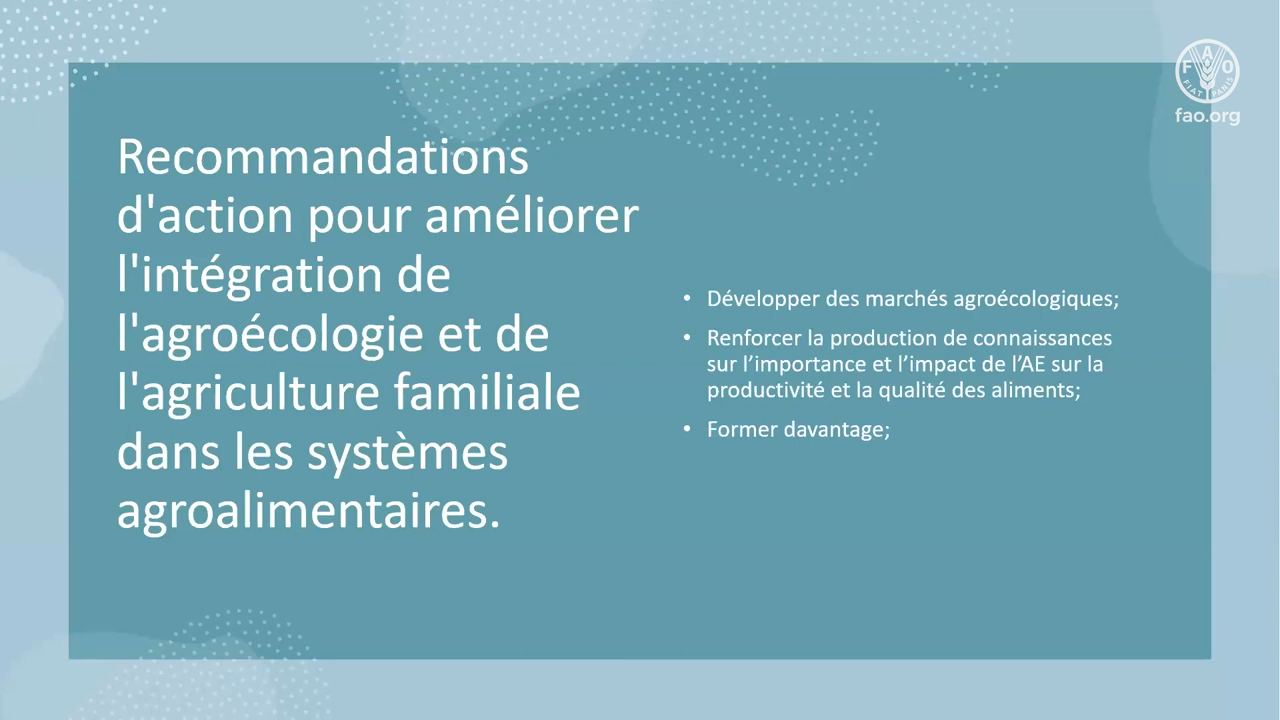 Recommandations
d'action pour améliorer
l'intégration de
l'agroécologie et de
l'agriculture familiale
dans les systèmes
agroalimentaires.
• Développer des marchés agroécologiques;
• Renforcer la production de connaissances
sur l’importance et l’impact de l’AE sur la
productivité et la qualité des aliments;
• Former davantage;
F A O
FIAT PANIS
fao.org